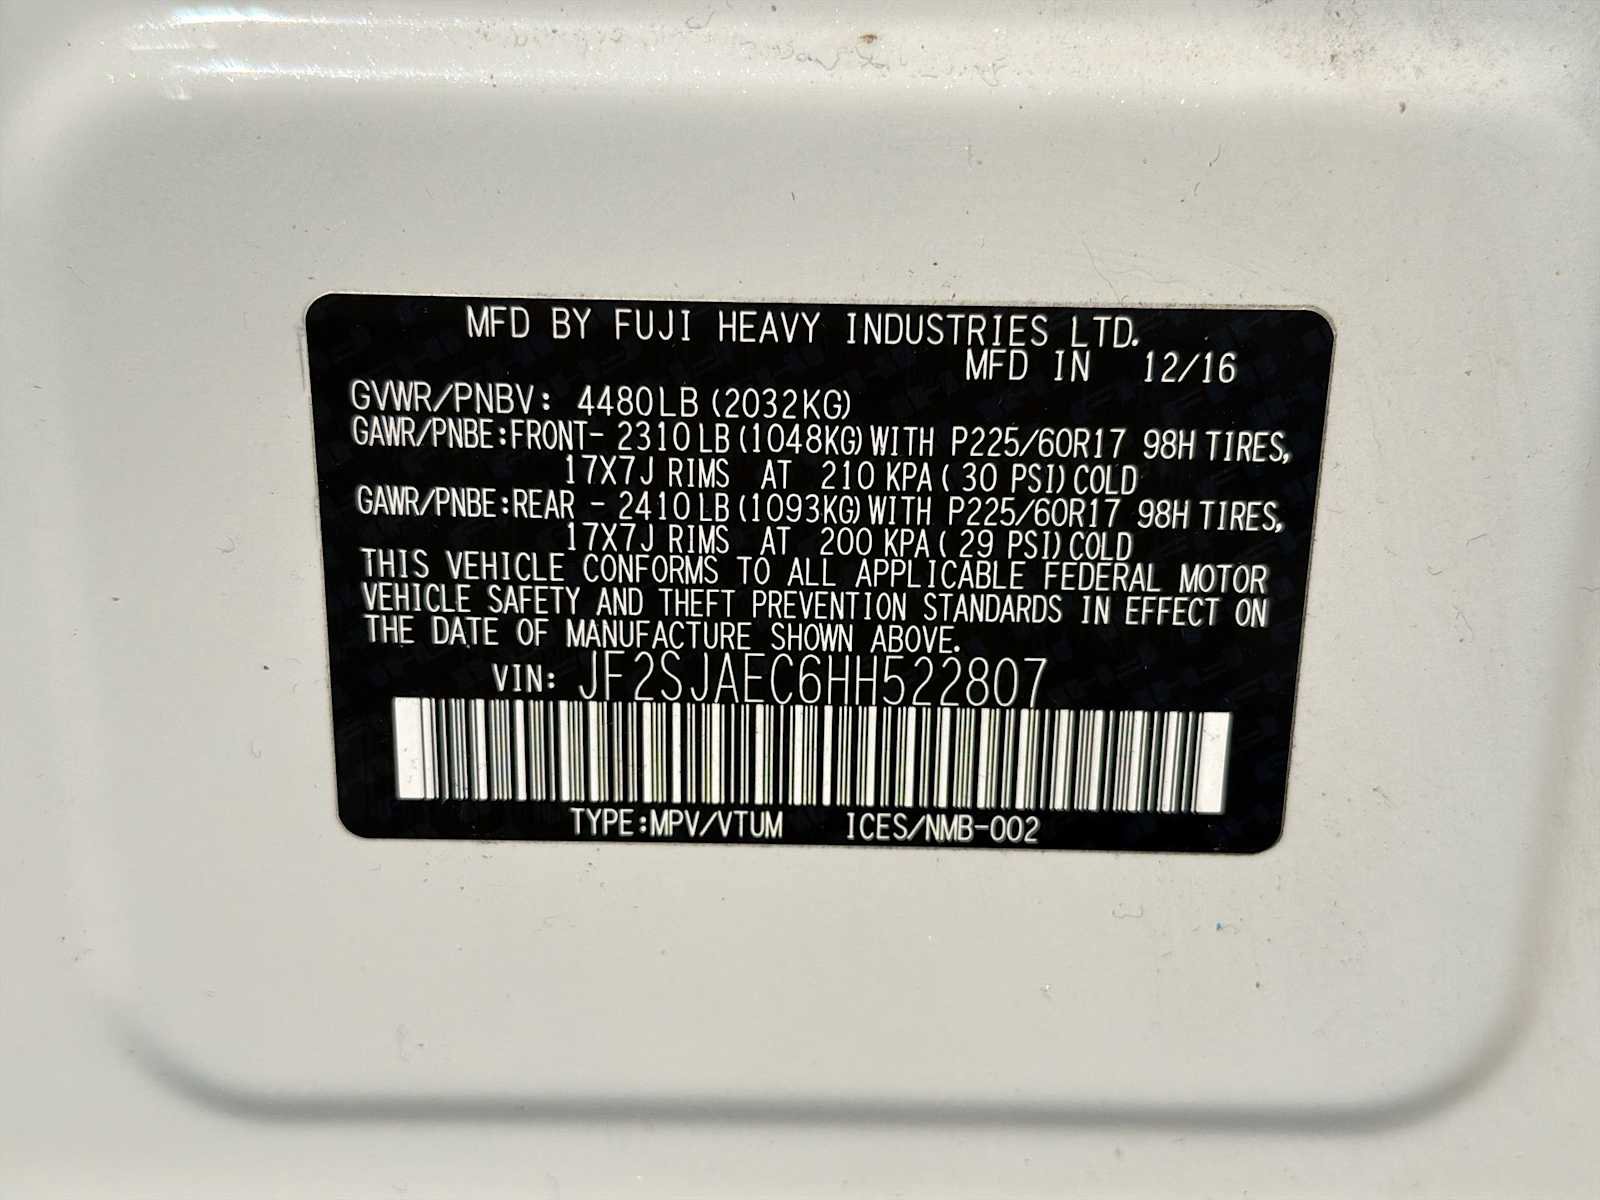 MFD BY FUJI HEAVY INDUSTRIES LTD.
MFD IN 12/16
GVWR/PNBV: 4480LB (2032KG)
GAWR/PNBE:FRONT- 2310LB (1048KG) WITH P225/60R17 98H TIRES,
17X7J RIMS AT 210 KPA ( 30 PSI) COLD
GAWR/PNBE:REAR - 2410LB (1093KG) WITH P225/60R17 98H TIRES,
17X7J RIMS AT 200 KPA ( 29 PSI) COLD
THIS VEHICLE CONFORMS TO ALL APPLICABLE FEDERAL MOTOR
VEHICLE SAFETY AND THEFT PREVENTION STANDARDS IN EFFECT ON
THE DATE OF MANUFACTURE SHOWN ABOVE.
VIN: JF2SJAEC6HH522807
TYPE:MPV/VTUM ICES/NMB-002